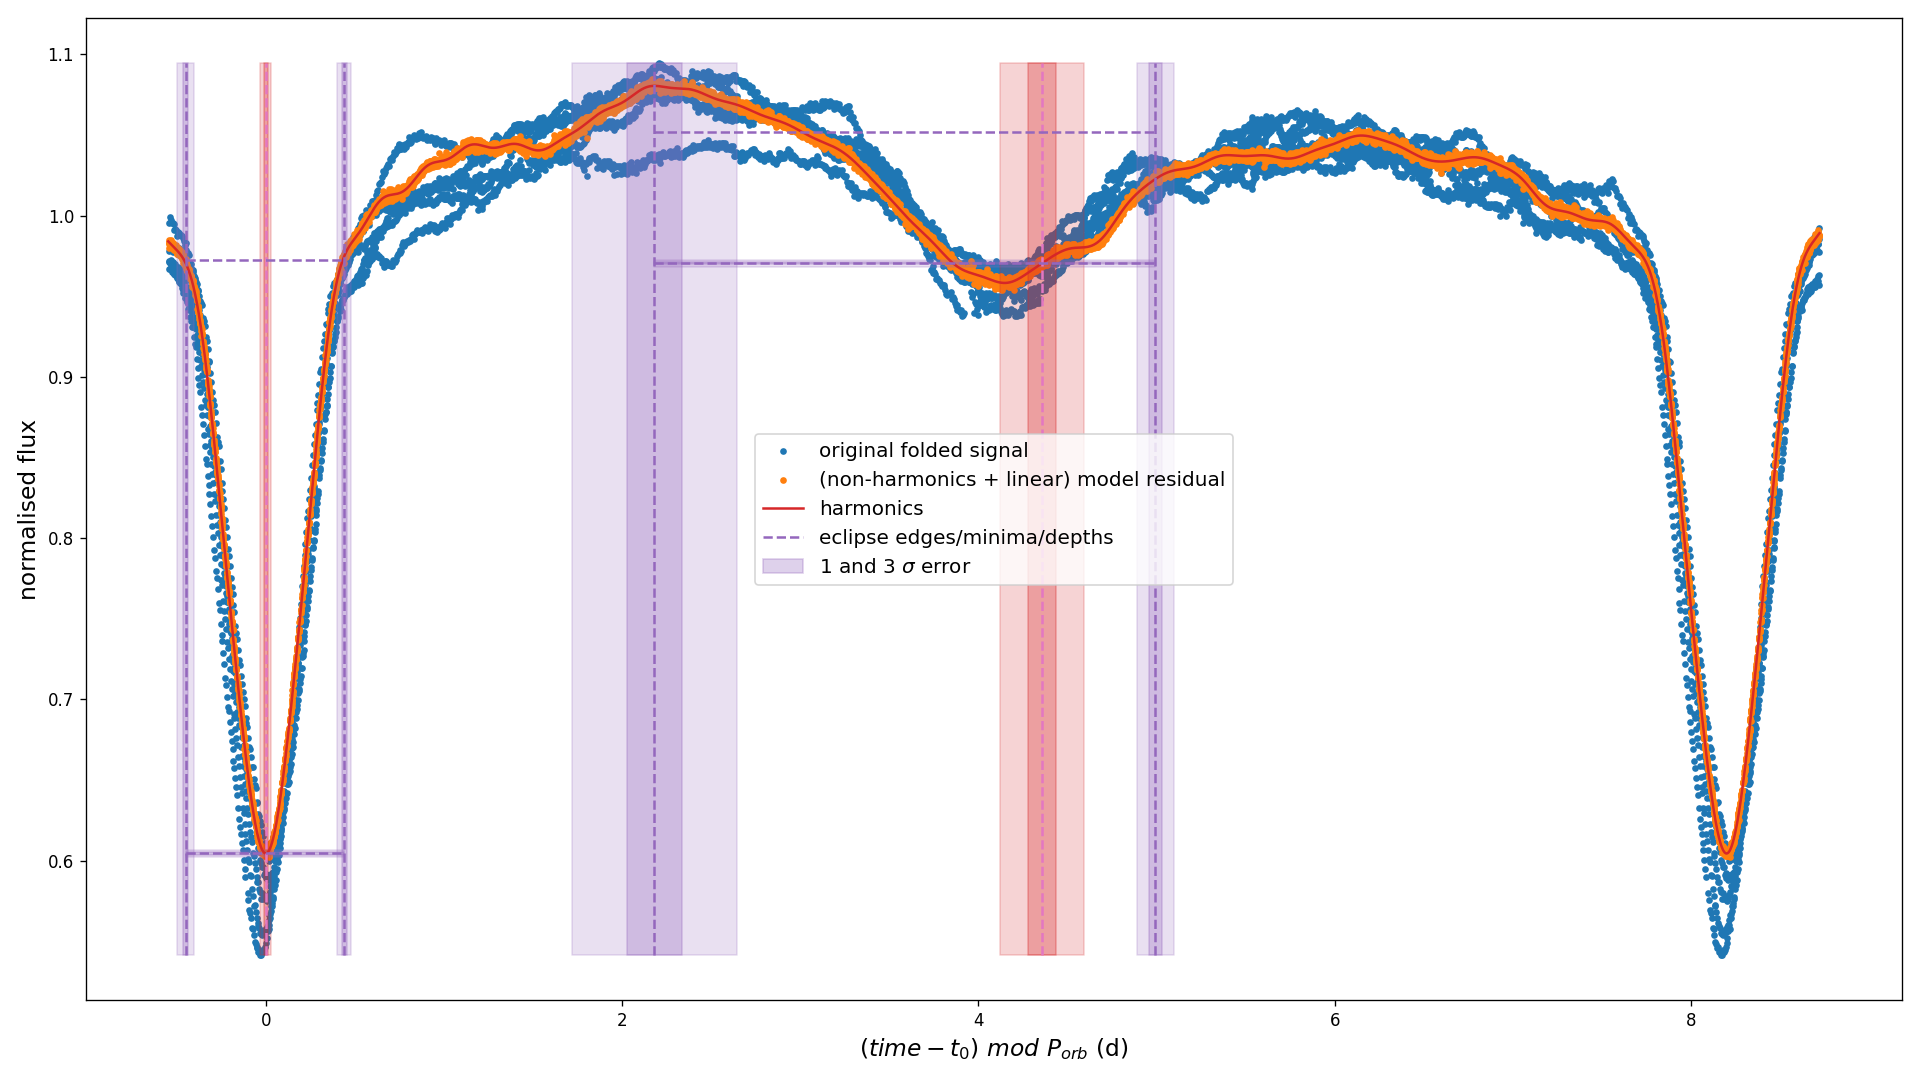 1.1
1.0
0.9
0.8
0.7
0.6
normalised flux
original folded signal
(non-harmonics + linear) model residual
harmonics
eclipse edges/minima/depths
1 and 3 σ error
0 2 4 6 8
(time − t₀) mod Pₒᵣb (d)